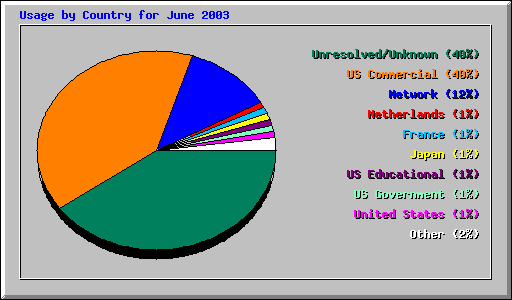 Usage by Country for June 2003
Unresolved/Unknown (40%)
US Commercial (40%)
Network (12%)
Netherlands (1%)
France (1%)
Japan (1%)
US Educational (1%)
US Government (1%)
United States (1%)
Other (2%)